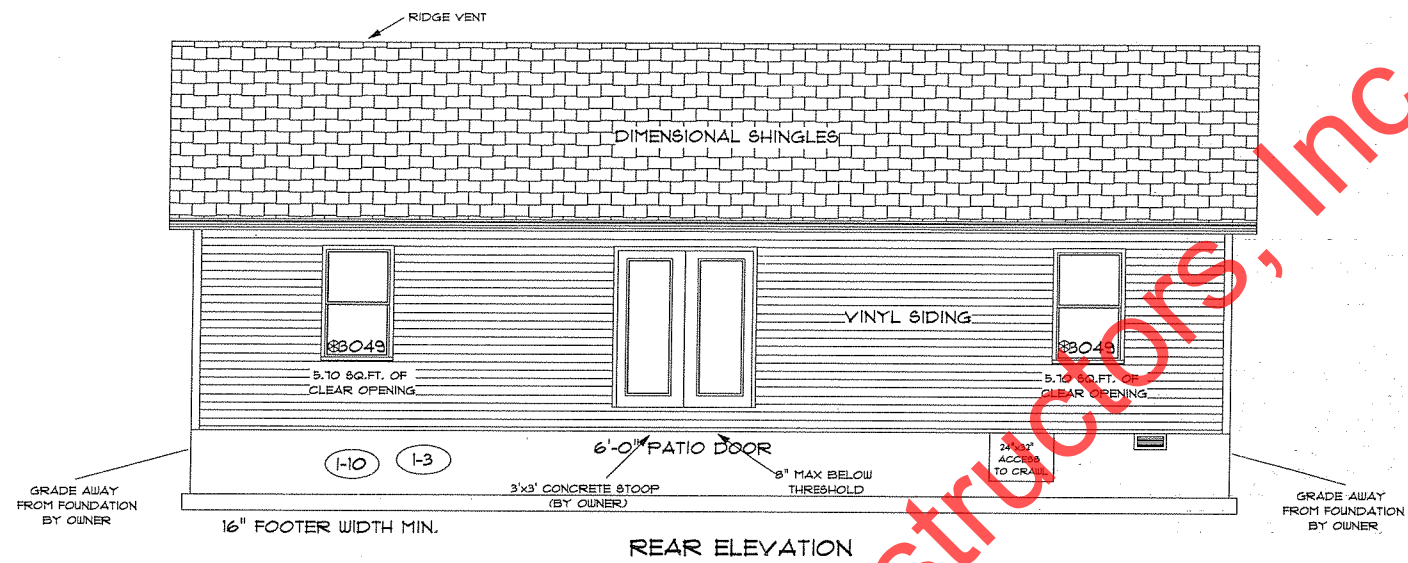 RIDGE VENT
DIMENSIONAL SHINGLES
VINYL SIDING
3049
5.70 SQ.FT. OF
CLEAR OPENING
3049
5.70 SQ.FT. OF
CLEAR OPENING
6'-0" PATIO DOOR
1-10
1-3
24"x32"
ACCESS
TO CRAWL
8" MAX BELOW
THRESHOLD
3'x3' CONCRETE STOOP
(BY OWNER)
GRADE AWAY
FROM FOUNDATION
BY OWNER
GRADE AWAY
FROM FOUNDATION
BY OWNER
16" FOOTER WIDTH MIN.
REAR ELEVATION
structors, Inc